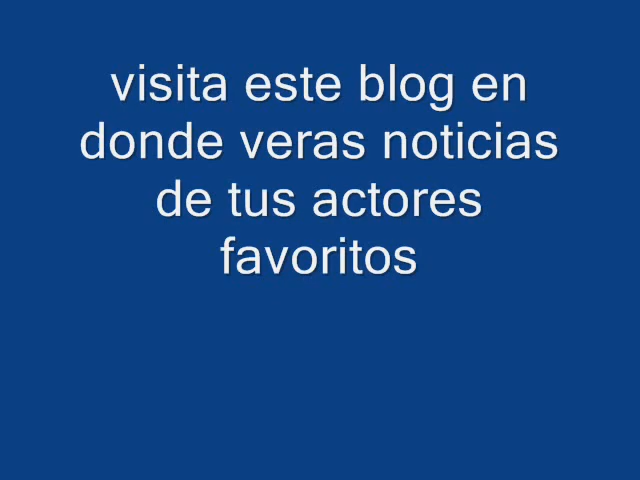 visita este blog en
donde veras noticias
de tus actores
favoritos